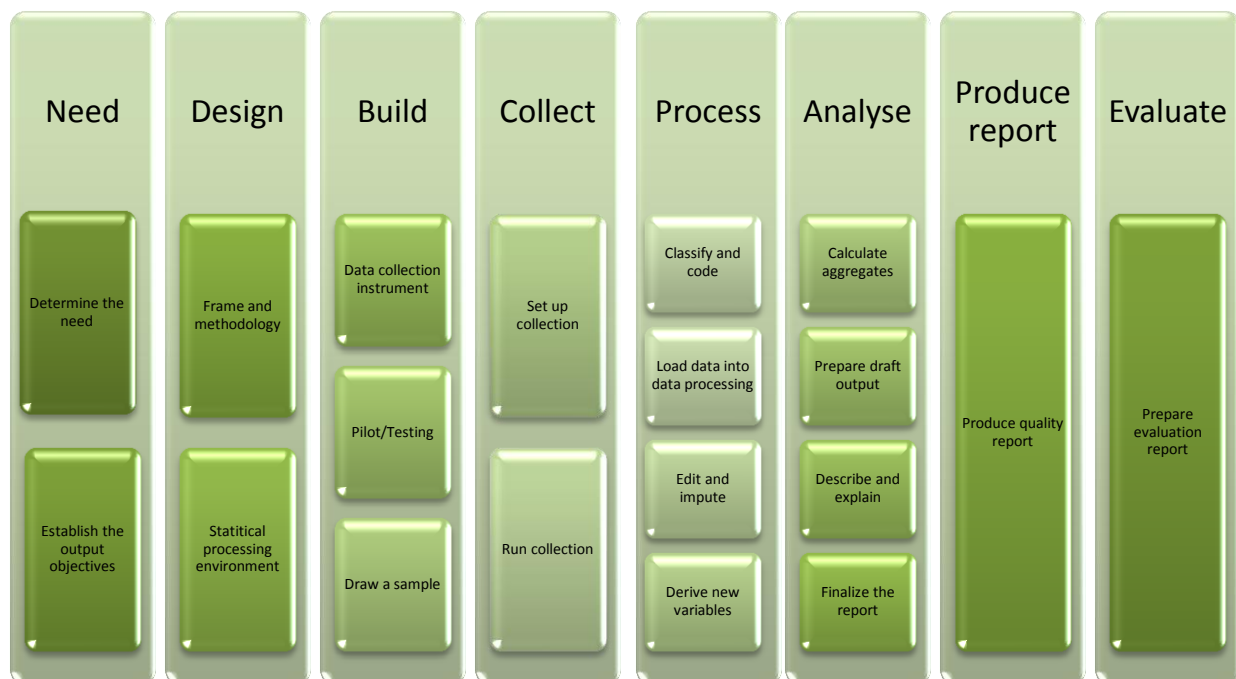 Need
Determine the
need
Establish the
output
objectives
Design
Frame and
methodology
Statitical
processing
environment
Build
Data collection
instrument
Pilot/Testing
Draw a sample
Collect
Set up
collection
Run collection
Process
Classify and
code
Load data into
data processing
Edit and
impute
Derive new
variables
Analyse
Calculate
aggregates
Prepare draft
output
Describe and
explain
Finalize the
report
Produce
report
Produce quality
report
Evaluate
Prepare
evaluation
report